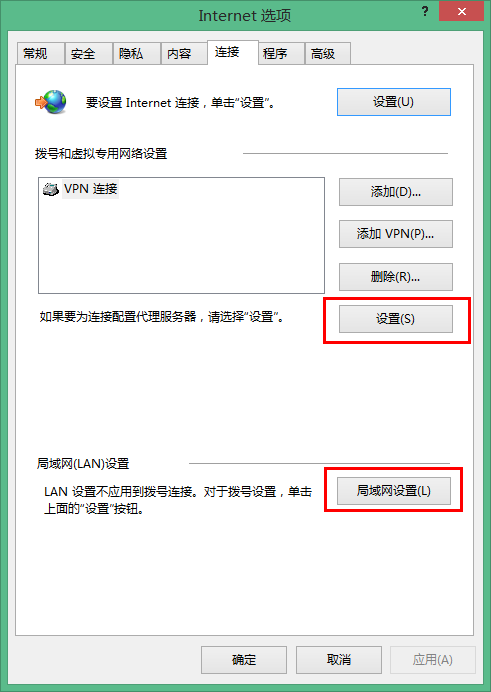 Internet 选项
?
常规 安全 隐私 内容 连接 程序 高级
要设置 Internet 连接，单击“设置”。
设置(U)
拨号和虚拟专用网络设置
VPN 连接
添加(D)...
添加 VPN(P)...
删除(R)...
如果要为连接配置代理服务器，请选择“设置”。
设置(S)
局域网(LAN)设置
LAN 设置不应用到拨号连接。对于拨号设置，单击
上面的“设置”按钮。
局域网设置(L)
确定 取消 应用(A)